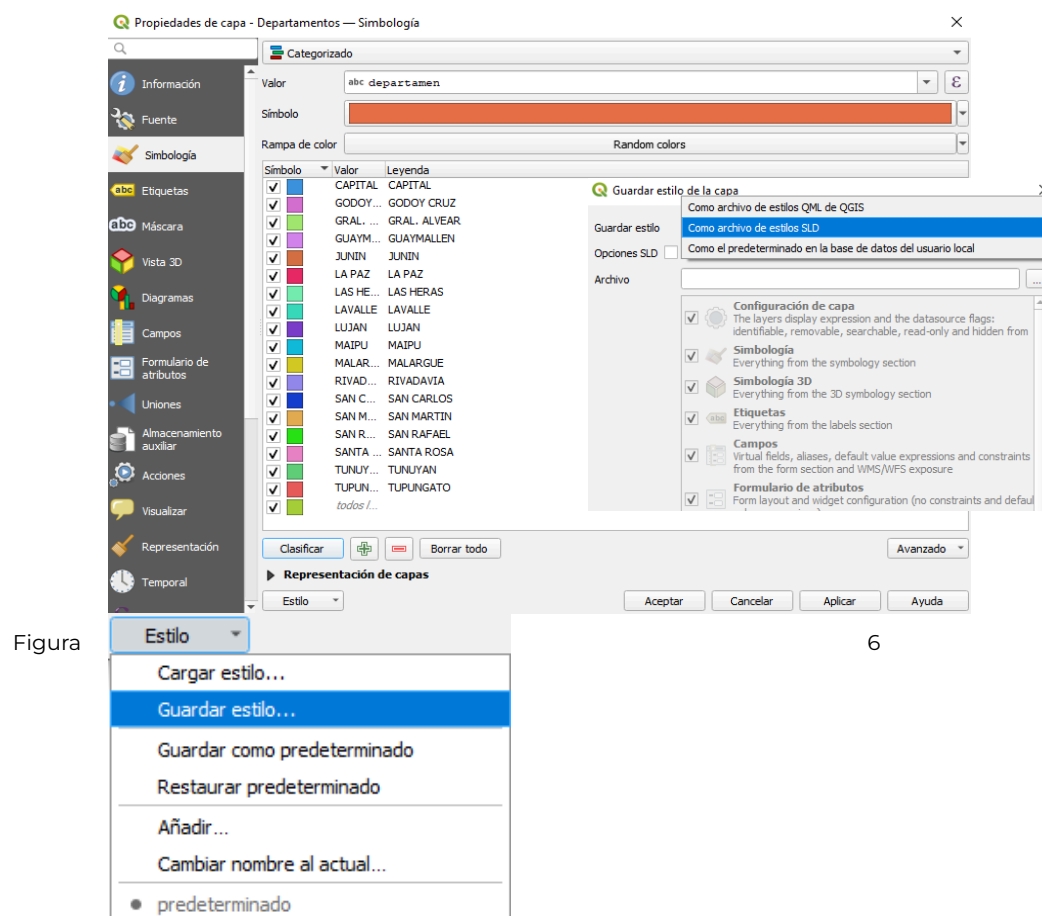 Propiedades de capa - Departamentos — Simbología
Categorizado
Información
Fuente
Simbología
Etiquetas
Máscara
Vista 3D
Diagramas
Campos
Formulario de
atributos
Uniones
Almacenamiento
auxiliar
Acciones
Visualizar
Representación
Temporal
Valor abc departamen ε
Símbolo
Rampa de color Random colors
Símbolo Valor Leyenda
CAPITAL CAPITAL
GODOY... GODOY CRUZ
GRAL. ... GRAL. ALVEAR
GUAYM... GUAYMALLEN
JUNIN JUNIN
LA PAZ LA PAZ
LAS HE... LAS HERAS
LAVALLE LAVALLE
LUJAN LUJAN
MAIPU MAIPU
MALAR... MALARGUE
RIVAD... RIVADAVIA
SAN C... SAN CARLOS
SAN M... SAN MARTIN
SAN R... SAN RAFAEL
SANTA ... SANTA ROSA
TUNUY... TUNUYAN
TUPUN... TUPUNGATO
todos l...
Guardar estilo de la capa
Guardar estilo
Como archivo de estilos QML de QGIS
Como archivo de estilos SLD
Como el predeterminado en la base de datos del usuario local
Opciones SLD
Archivo ...
Configuración de capa
The layers display expression and the datasource flags:
identifiable, removable, searchable, read-only and hidden from
Simbología
Everything from the symbology section
Simbología 3D
Everything from the 3D symbology section
abc Etiquetas
Everything from the labels section
Campos
Virtual fields, aliases, default value expressions and constraints
from the form section and WMS/WFS exposure
Formulario de atributos
Form layout and widget configuration (no constraints and defaul
Clasificar Borrar todo Avanzado
Representación de capas
Estilo Aceptar Cancelar Aplicar Ayuda
Figura 6
Estilo
Cargar estilo...
Guardar estilo...
Guardar como predeterminado
Restaurar predeterminado
Añadir...
Cambiar nombre al actual...
predeterminado